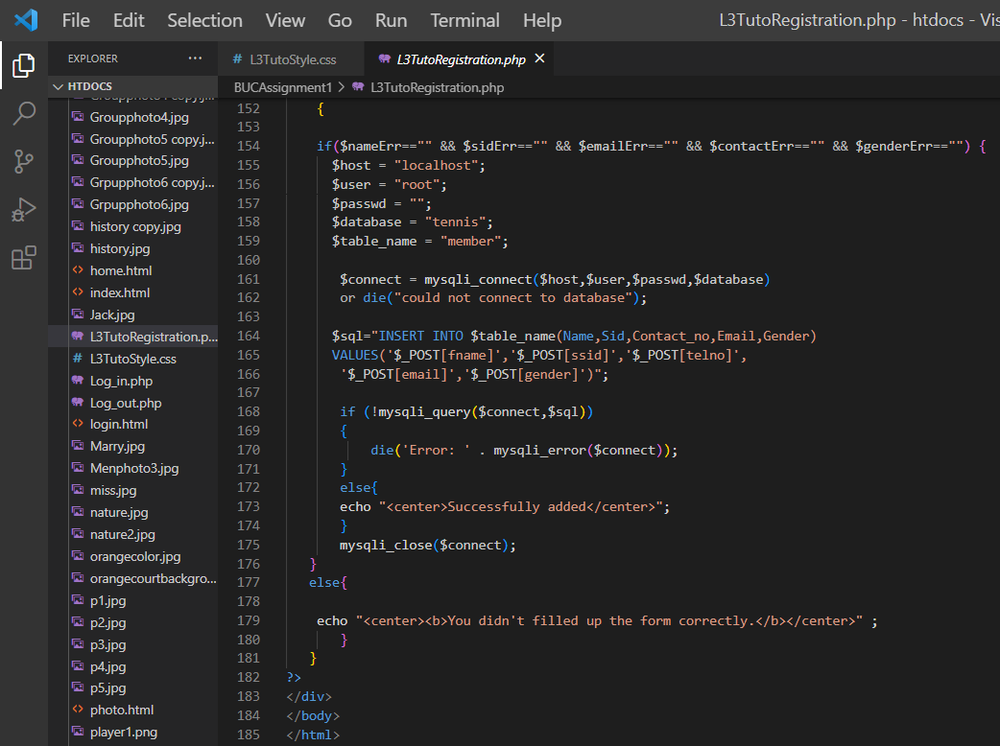 File Edit Selection View Go Run Terminal Help L3TutoRegistration.php - htdocs -
EXPLORER ···
# L3TutoStyle.css L3TutoRegistration.php ×
HTDOCS
BUCAssignment1 > L3TutoRegistration.php
Groupphoto4.jpg
Groupphoto5 copy.j...
Groupphoto5.jpg
Grpupphoto6 copy.j...
Grpupphoto6.jpg
history copy.jpg
history.jpg
<> home.html
<> index.html
Jack.jpg
L3TutoRegistration.p...
# L3TutoStyle.css
Log_in.php
Log_out.php
<> login.html
Marry.jpg
Menphoto3.jpg
miss.jpg
nature.jpg
nature2.jpg
orangecolor.jpg
orangecourtbackgro...
p1.jpg
p2.jpg
p3.jpg
p4.jpg
p5.jpg
<> photo.html
player1.png
152 {
153
154 if($nameErr=="" && $sidErr=="" && $emailErr=="" && $contactErr=="" && $genderErr=="") {
155 $host = "localhost";
156 $user = "root";
157 $passwd = "";
158 $database = "tennis";
159 $table_name = "member";
160
161 $connect = mysqli_connect($host,$user,$passwd,$database)
162 or die("could not connect to database");
163
164 $sql="INSERT INTO $table_name(Name,Sid,Contact_no,Email,Gender)
165 VALUES('$_POST[fname]','$_POST[ssid]','$_POST[telno]',
166 '$_POST[email]','$_POST[gender]')";
167
168 if (!mysqli_query($connect,$sql))
169 {
170 die('Error: ' . mysqli_error($connect));
171 }
172 else{
173 echo "<center>Successfully added</center>";
174 }
175 mysqli_close($connect);
176 }
177 else{
178
179 echo "<center><b>You didn't filled up the form correctly.</b></center>" ;
180 }
181 }
182 ?>
183 </div>
184 </body>
185 </html>